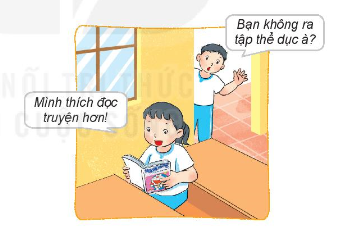 Bạn không ra
tập thể dục à?
Mình thích đọc
truyện hơn!